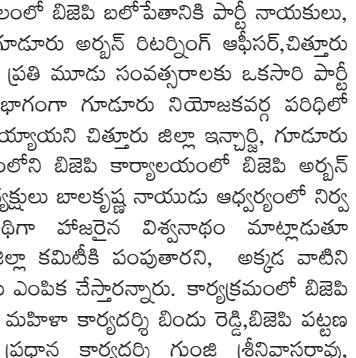 లంలో బిజెపి బలోపేతానికి పార్టీ నాయకులు,
గూడూరు అర్బన్ రిటర్నింగ్ ఆఫీసర్,చిత్తూరు
ప్రతి మూడు సంవత్సరాలకు ఒకసారి పార్టీ
భాగంగా గూడూరు నియోజకవర్గ పరిధిలో
య్యాయని చిత్తూరు జిల్లా ఇన్చార్జి, గూడూరు
ంలోని బిజెపి కార్యాలయంలో బిజెపి అర్బన్
్యక్షులు బాలకృష్ణ నాయుడు ఆధ్వర్యంలో నిర్వ
థిగా హాజరైన విశ్వనాథం మాట్లాడుతూ
జిల్లా కమిటీకి పంపుతారని, అక్కడ వాటిని
ఎంపిక చేస్తారన్నారు. కార్యక్రమంలో బిజెపి
మహిళా కార్యదర్శి బిందు రెడ్డి,బిజెపి పట్టణ
ప్రధాన కార్యదర్శి గుంజి శ్రీనివాసరావు,